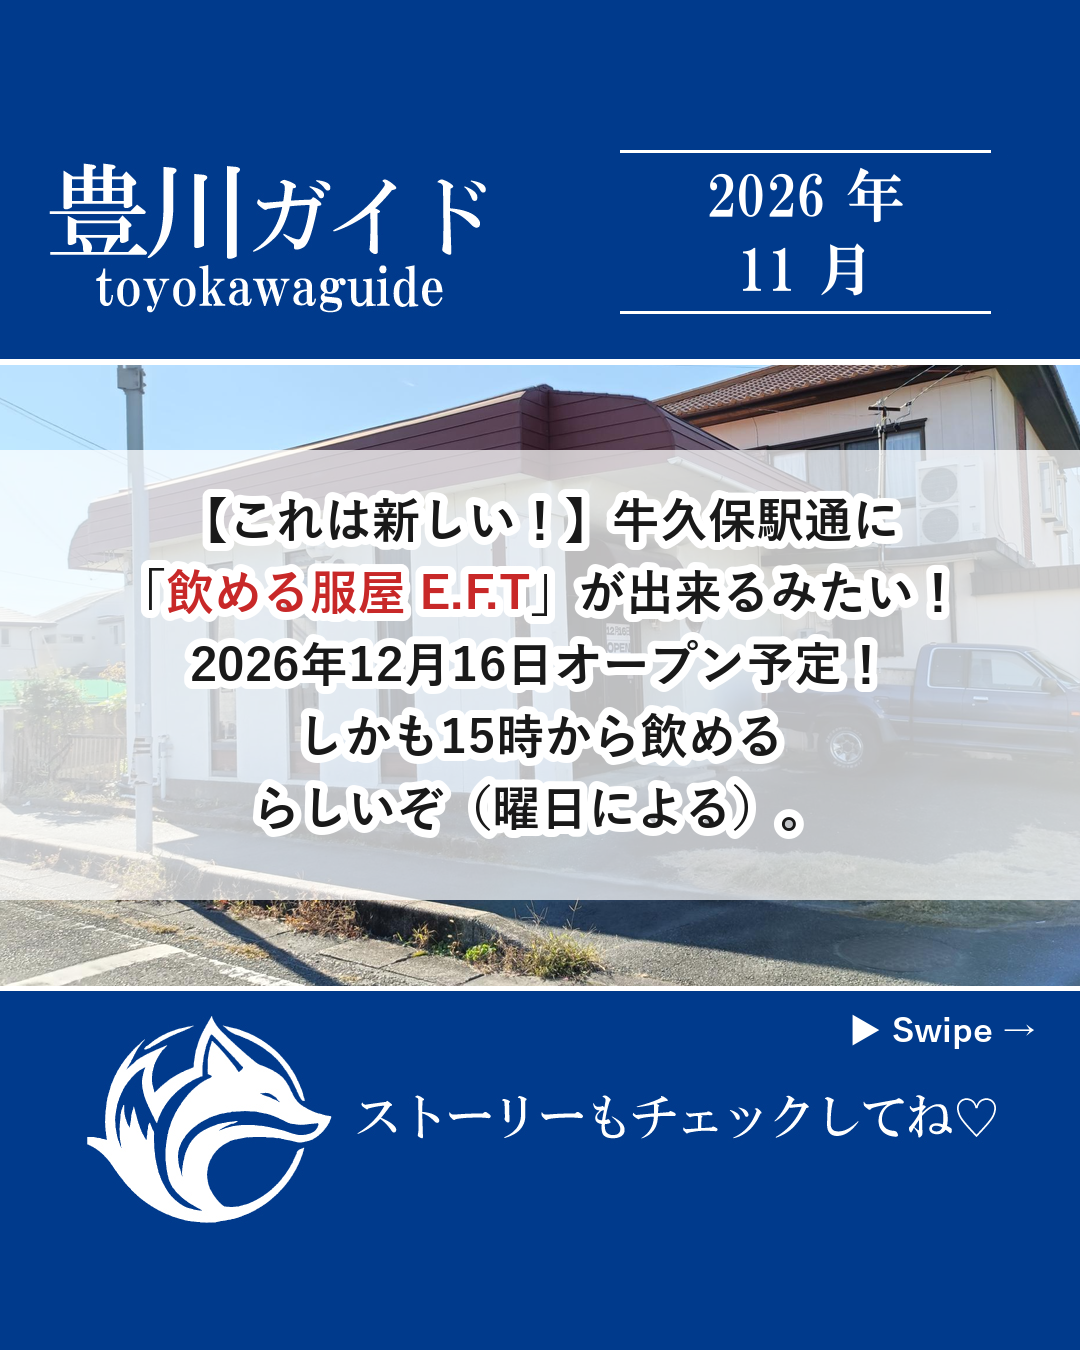 豊川ガイド
toyokawaguide
2026 年
11 月
【これは新しい！】牛久保駅通に
「飲める服屋 E.F.T」が出来るみたい！
2026年12月16日オープン予定！
しかも15時から飲める
らしいぞ（曜日による）。
OPEN
▶ Swipe →
ストーリーもチェックしてね♡